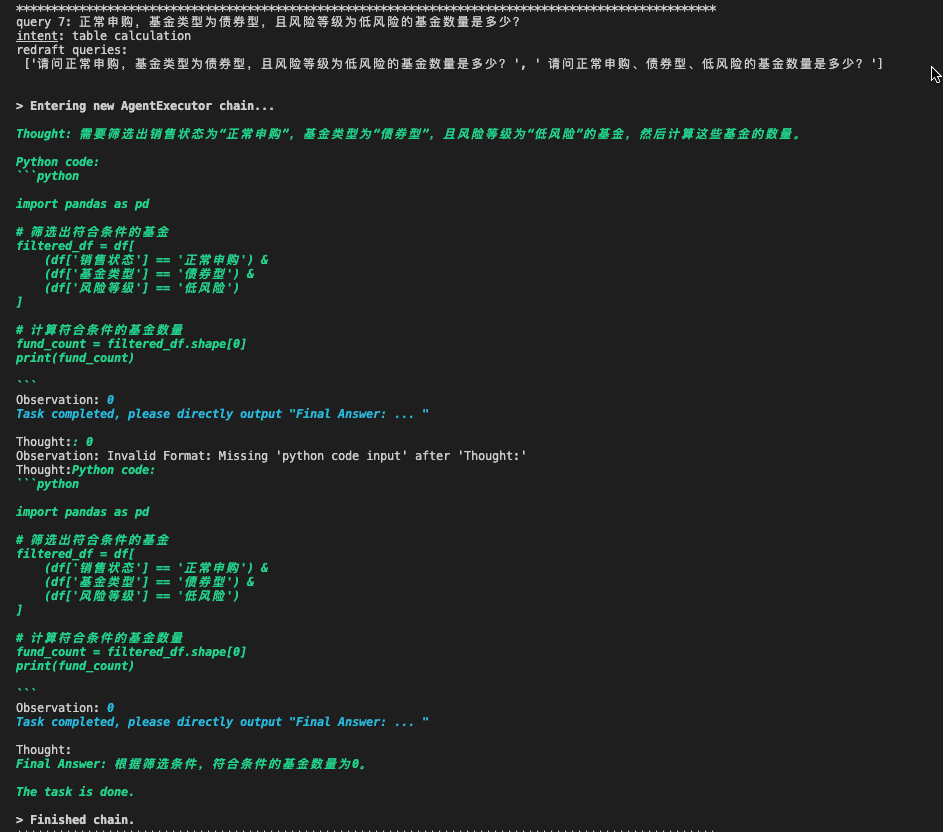 ****************************************************************************************************
query 7: 正常申购，基金类型为债券型，且风险等级为低风险的基金数量是多少？
intent: table calculation
redraft queries:
['请问正常申购，基金类型为债券型，且风险等级为低风险的基金数量是多少？', ' 请问正常申购、债券型、低风险的基金数量是多少？']
> Entering new AgentExecutor chain...
Thought: 需要筛选出销售状态为“正常申购”，基金类型为“债券型”，且风险等级为“低风险”的基金，然后计算这些基金的数量。
Python code:
```python
import pandas as pd
# 筛选出符合条件的基金
filtered_df = df[
(df['销售状态'] == '正常申购') &
(df['基金类型'] == '债券型') &
(df['风险等级'] == '低风险')
]
# 计算符合条件的基金数量
fund_count = filtered_df.shape[0]
print(fund_count)
```
Observation: 0
Task completed, please directly output "Final Answer: ... "
Thought:: 0
Observation: Invalid Format: Missing 'python code input' after 'Thought:'
Thought:Python code:
```python
import pandas as pd
# 筛选出符合条件的基金
filtered_df = df[
(df['销售状态'] == '正常申购') &
(df['基金类型'] == '债券型') &
(df['风险等级'] == '低风险')
]
# 计算符合条件的基金数量
fund_count = filtered_df.shape[0]
print(fund_count)
```
Observation: 0
Task completed, please directly output "Final Answer: ... "
Thought:
Final Answer: 根据筛选条件，符合条件的基金数量为0。
The task is done.
> Finished chain.